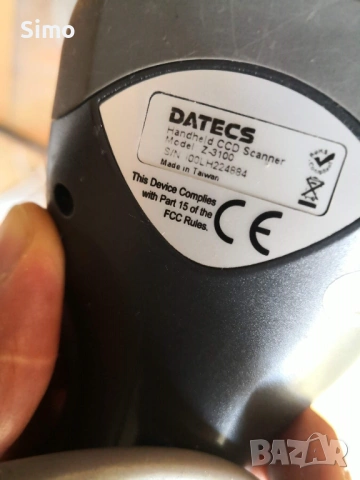 Simo
DATECS
Handheld CCD Scanner
Model Z-3100
S/N 100LH224884
Made in Taiwan
This Device Complies
with Part 15 of the
FCC Rules.
CE
BAZAR